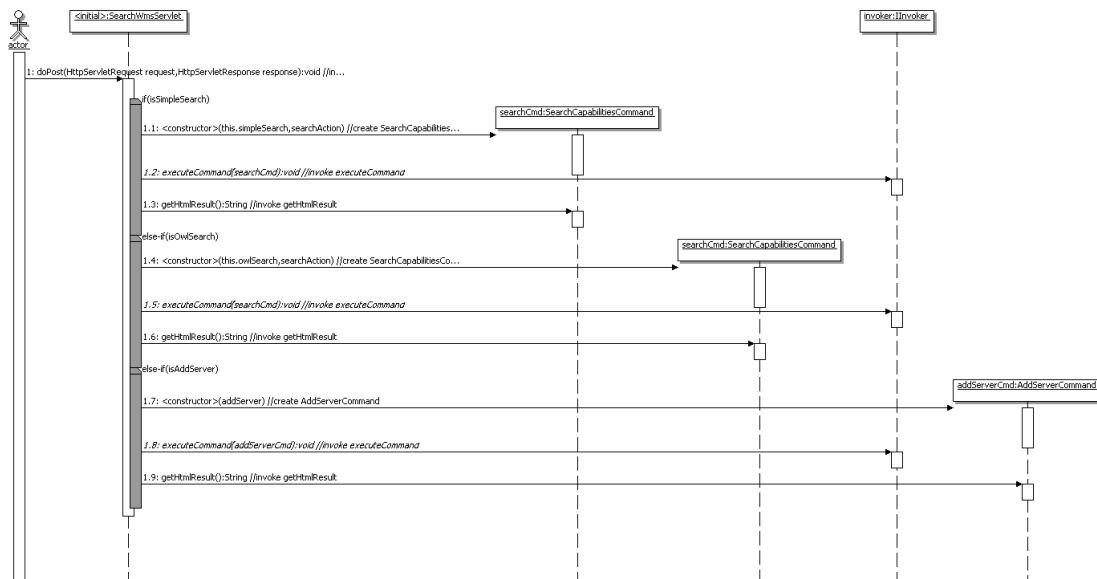 <initial>:SearchWmsServlet
invoker:IInvoker
actor
1: doPost(HttpServletRequest request,HttpServletResponse response):void //in...
if(isSimpleSearch)
searchCmd:SearchCapabilitiesCommand
1.1: <constructor>(this.simpleSearch,searchAction) //create SearchCapabilities...
1.2: executeCommand(searchCmd):void //invoke executeCommand
1.3: getHtmlResult():String //invoke getHtmlResult
else-if(isOwlSearch)
searchCmd:SearchCapabilitiesCommand
1.4: <constructor>(this.owlSearch,searchAction) //create SearchCapabilitiesCo...
1.5: executeCommand(searchCmd):void //invoke executeCommand
1.6: getHtmlResult():String //invoke getHtmlResult
else-if(isAddServer)
addServerCmd:AddServerCommand
1.7: <constructor>(addServer) //create AddServerCommand
1.8: executeCommand(addServerCmd):void //invoke executeCommand
1.9: getHtmlResult():String //invoke getHtmlResult